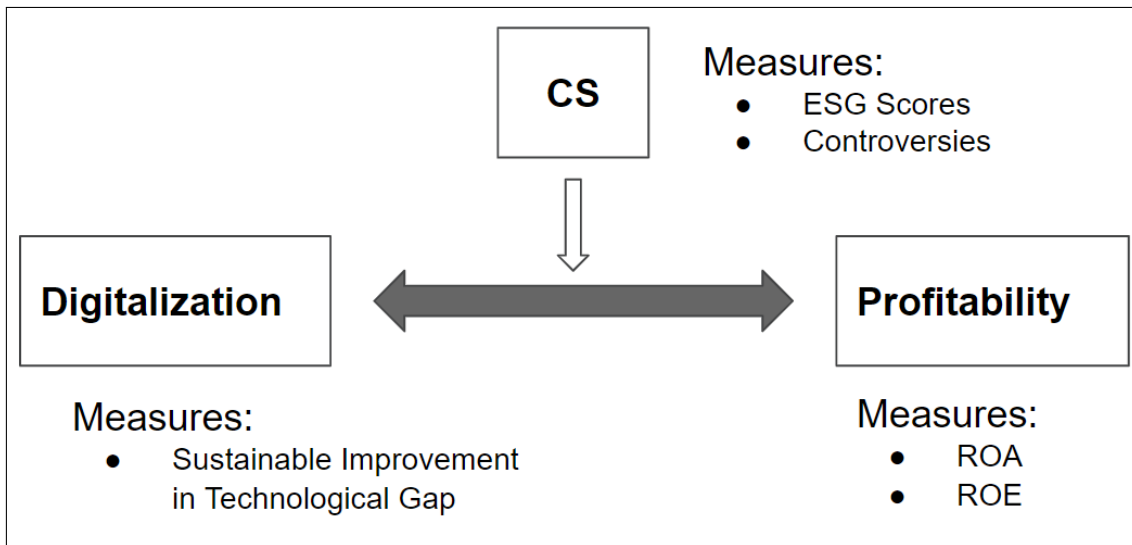 CS
Measures:
● ESG Scores
● Controversies
Digitalization
Profitability
Measures:
● Sustainable Improvement
in Technological Gap
Measures:
● ROA
● ROE